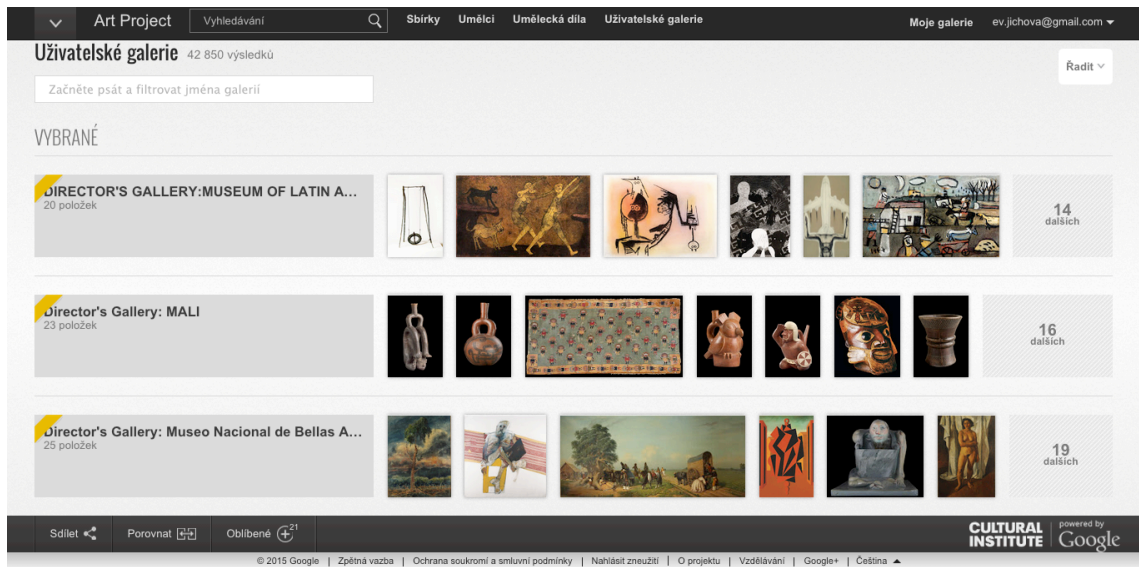 Art Project Vyhledávání Sbírky Umělci Umělecká díla Uživatelské galerie Moje galerie ev.jichova@gmail.com
Uživatelské galerie 42 850 výsledků
Řadit
Začněte psát a filtrovat jména galerií
VYBRANÉ
DIRECTOR'S GALLERY:MUSEUM OF LATIN A...
20 položek
14
dalších
Director's Gallery: MALI
23 položek
16
dalších
Director's Gallery: Museo Nacional de Bellas A...
25 položek
19
dalších
Sdílet Porovnat Oblíbené 21
CULTURAL INSTITUTE
powered by Google
© 2015 Google | Zpětná vazba | Ochrana soukromí a smluvní podmínky | Nahlásit zneužití | O projektu | Vzdělávání | Google+ | Čeština